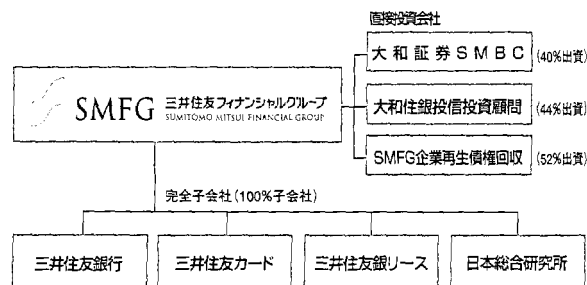 直接投資会社
大和証券SMBC (40%出資)
SMFG 三井住友フィナンシャルグループ
SUMITOMO MITSUI FINANCIAL GROUP
大和住銀投信投資顧問 (44%出資)
SMFG企業再生債権回収 (52%出資)
完全子会社(100%子会社)
三井住友銀行 三井住友カード 三井住友銀リース 日本総合研究所